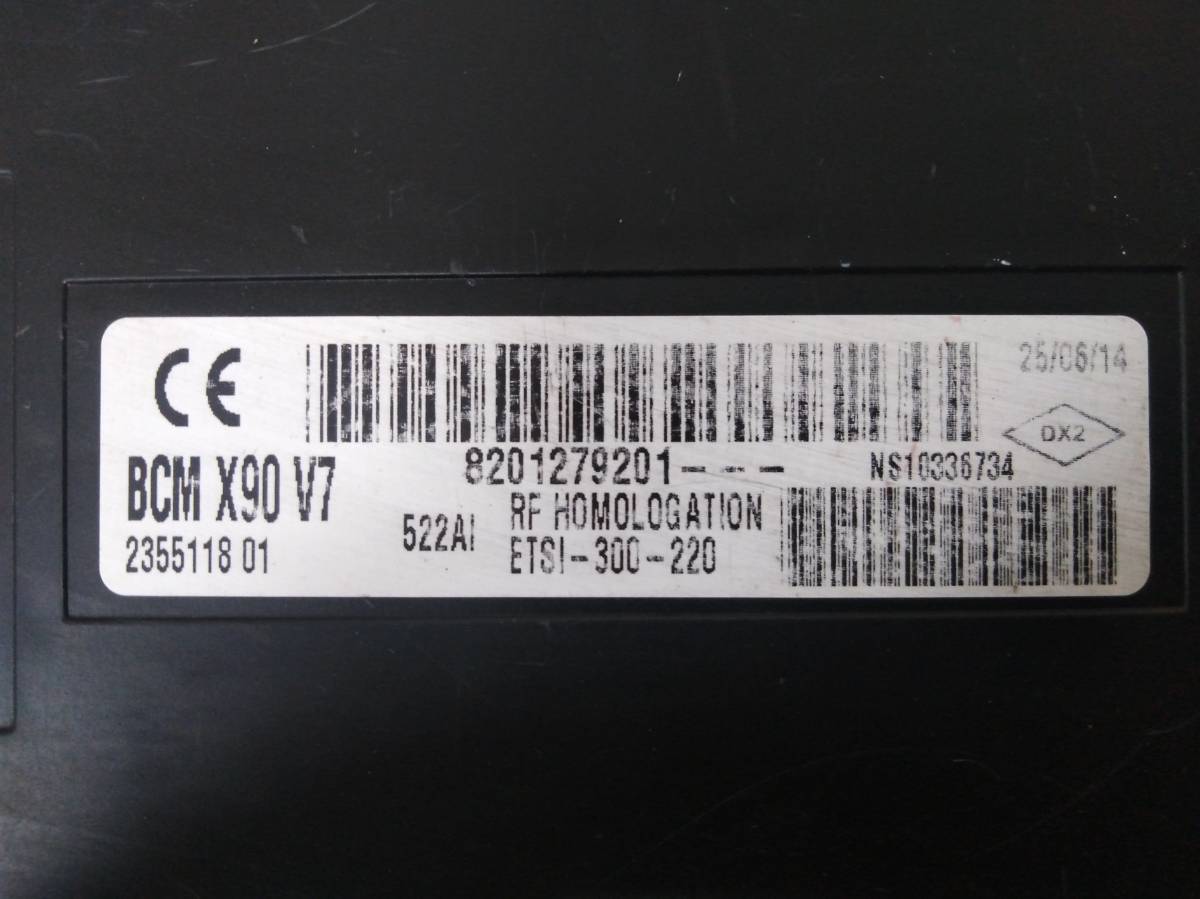 CE
25/06/14
DX2
BCM X90 V7
8201279201---
NS10336734
2355118 01
522AI
RF HOMOLOGATION
ETSI-300-220